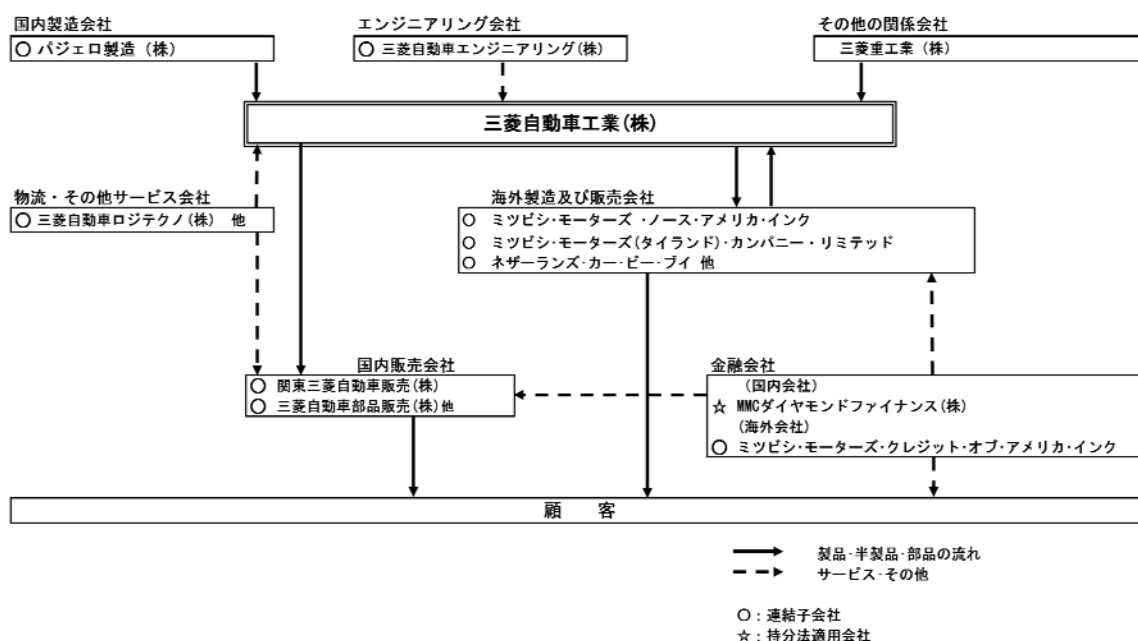 国内製造会社
○ パジェロ製造（株）
エンジニアリング会社
○ 三菱自動車エンジニアリング(株)
その他の関係会社
三菱重工業（株）
三菱自動車工業(株)
物流・その他サービス会社
○ 三菱自動車ロジテクノ(株) 他
海外製造及び販売会社
○ ミツビシ・モーターズ ・ノース・アメリカ・インク
○ ミツビシ・モーターズ(タイランド)・カンパニー・リミテッド
○ ネザーランズ・カー・ビー・ブイ 他
国内販売会社
○ 関東三菱自動車販売(株)
○ 三菱自動車部品販売(株)他
金融会社
(国内会社)
☆ MMCダイヤモンドファイナンス(株)
(海外会社)
○ ミツビシ・モーターズ・クレジット・オブ・アメリカ・インク
顧 客
製品・半製品・部品の流れ
サービス・その他
○：連結子会社
☆：持分法適用会社